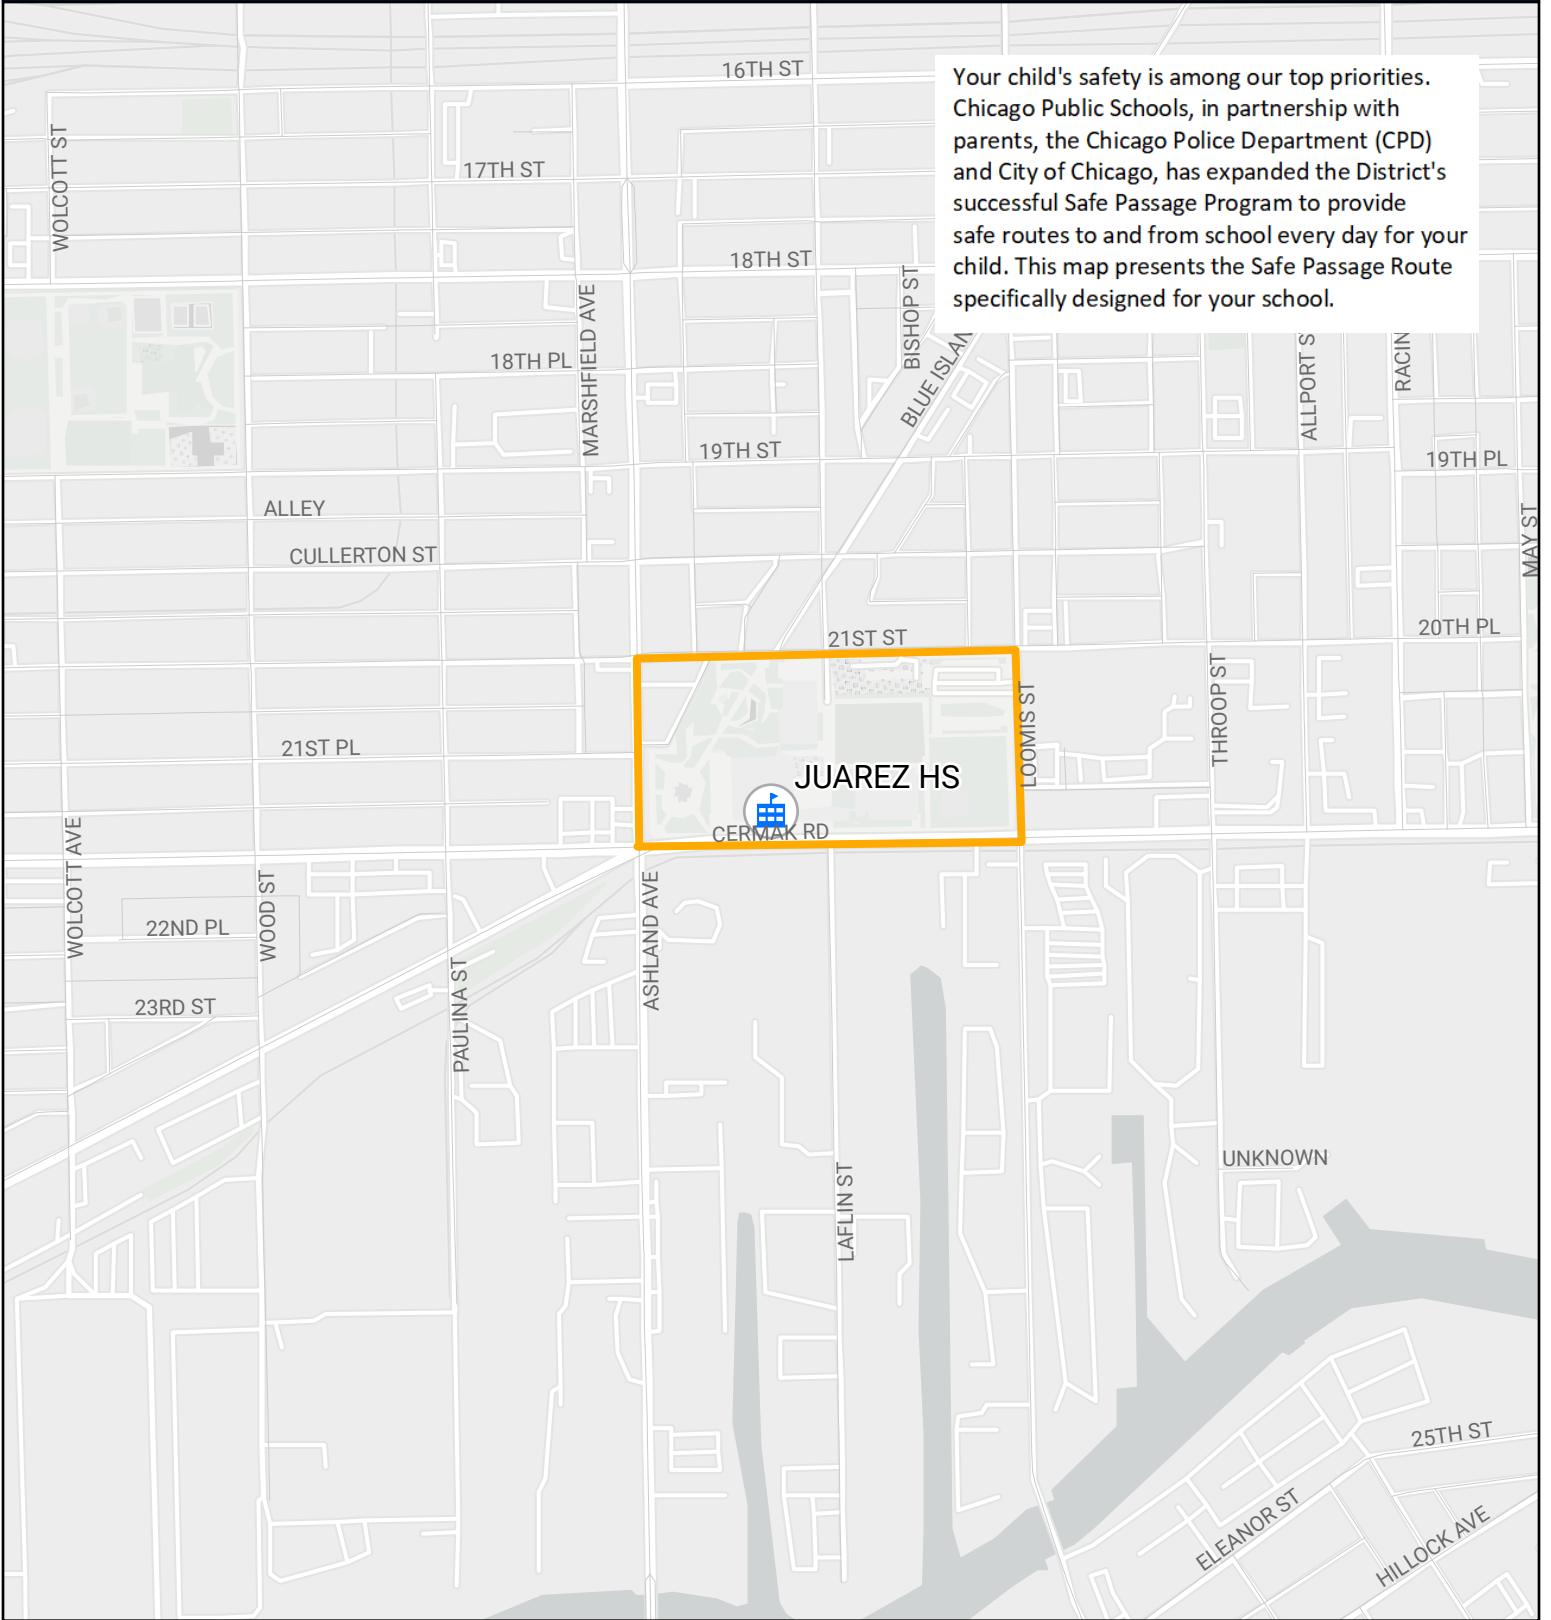 16TH ST
Your child's safety is among our top priorities.
Chicago Public Schools, in partnership with
parents, the Chicago Police Department (CPD)
and City of Chicago, has expanded the District's
successful Safe Passage Program to provide
safe routes to and from school every day for your
child. This map presents the Safe Passage Route
specifically designed for your school.
WOLCOTT ST
17TH ST
18TH ST
BISHOP ST
MARSHFIELD AVE
18TH PL
BLUE ISLAN
ALLPORT S
RACIN
19TH ST
19TH PL
ALLEY
CULLERTON ST
MAY ST
21ST ST
20TH PL
LOOMIS ST
THROOP ST
21ST PL
JUAREZ HS
CERMAK RD
WOLCOTT AVE
WOOD ST
22ND PL
ASHLAND AVE
PAULINA ST
23RD ST
UNKNOWN
LAFLIN ST
25TH ST
ELEANOR ST
HILLOCK AVE